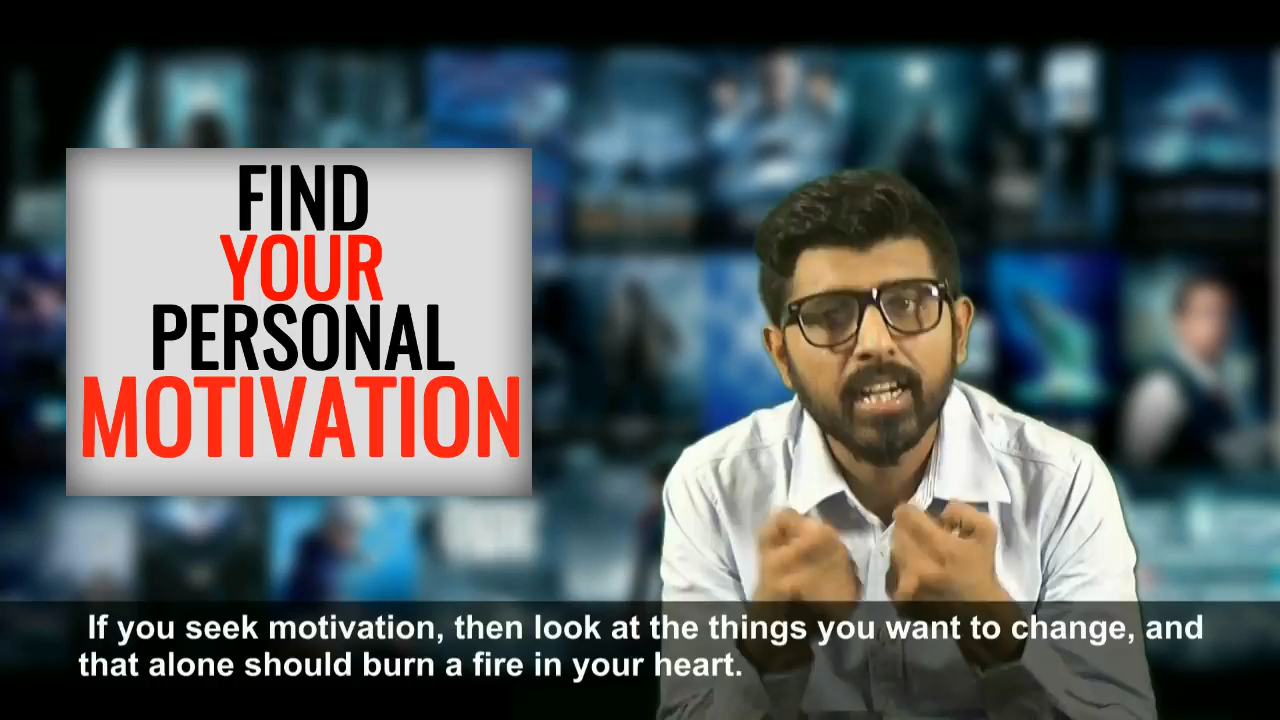 FIND
YOUR
PERSONAL
MOTIVATION
If you seek motivation, then look at the things you want to change, and
that alone should burn a fire in your heart.